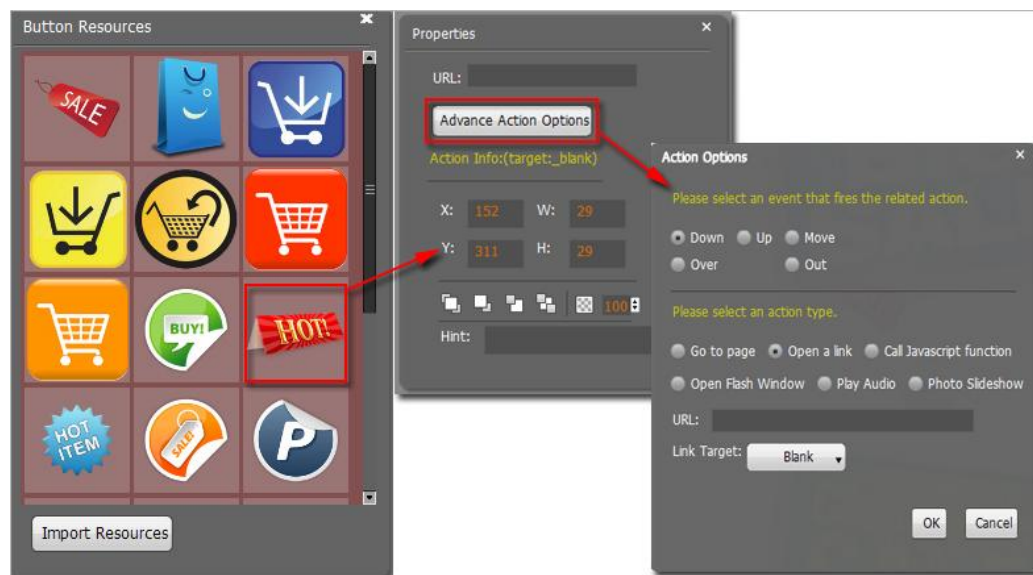 Button Resources
SALE
BUY!
HOT!
HOT
ITEM
SALE!
P
Import Resources
Properties
URL:
Advance Action Options
Action Info:(target:_blank)
X: 152 W: 29
Y: 311 H: 29
100
Hint:
Action Options
Please select an event that fires the related action.
Down Up Move
Over Out
Please select an action type.
Go to page Open a link Call Javascript function
Open Flash Window Play Audio Photo Slideshow
URL:
Link Target: Blank
OK Cancel